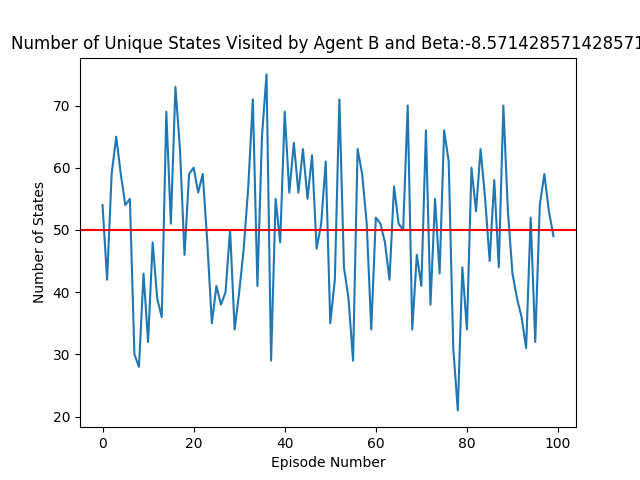 Number of Unique States Visited by Agent B and Beta:-8.571428571428571
70
60
50
40
30
20
Number of States
0 20 40 60 80 100
Episode Number